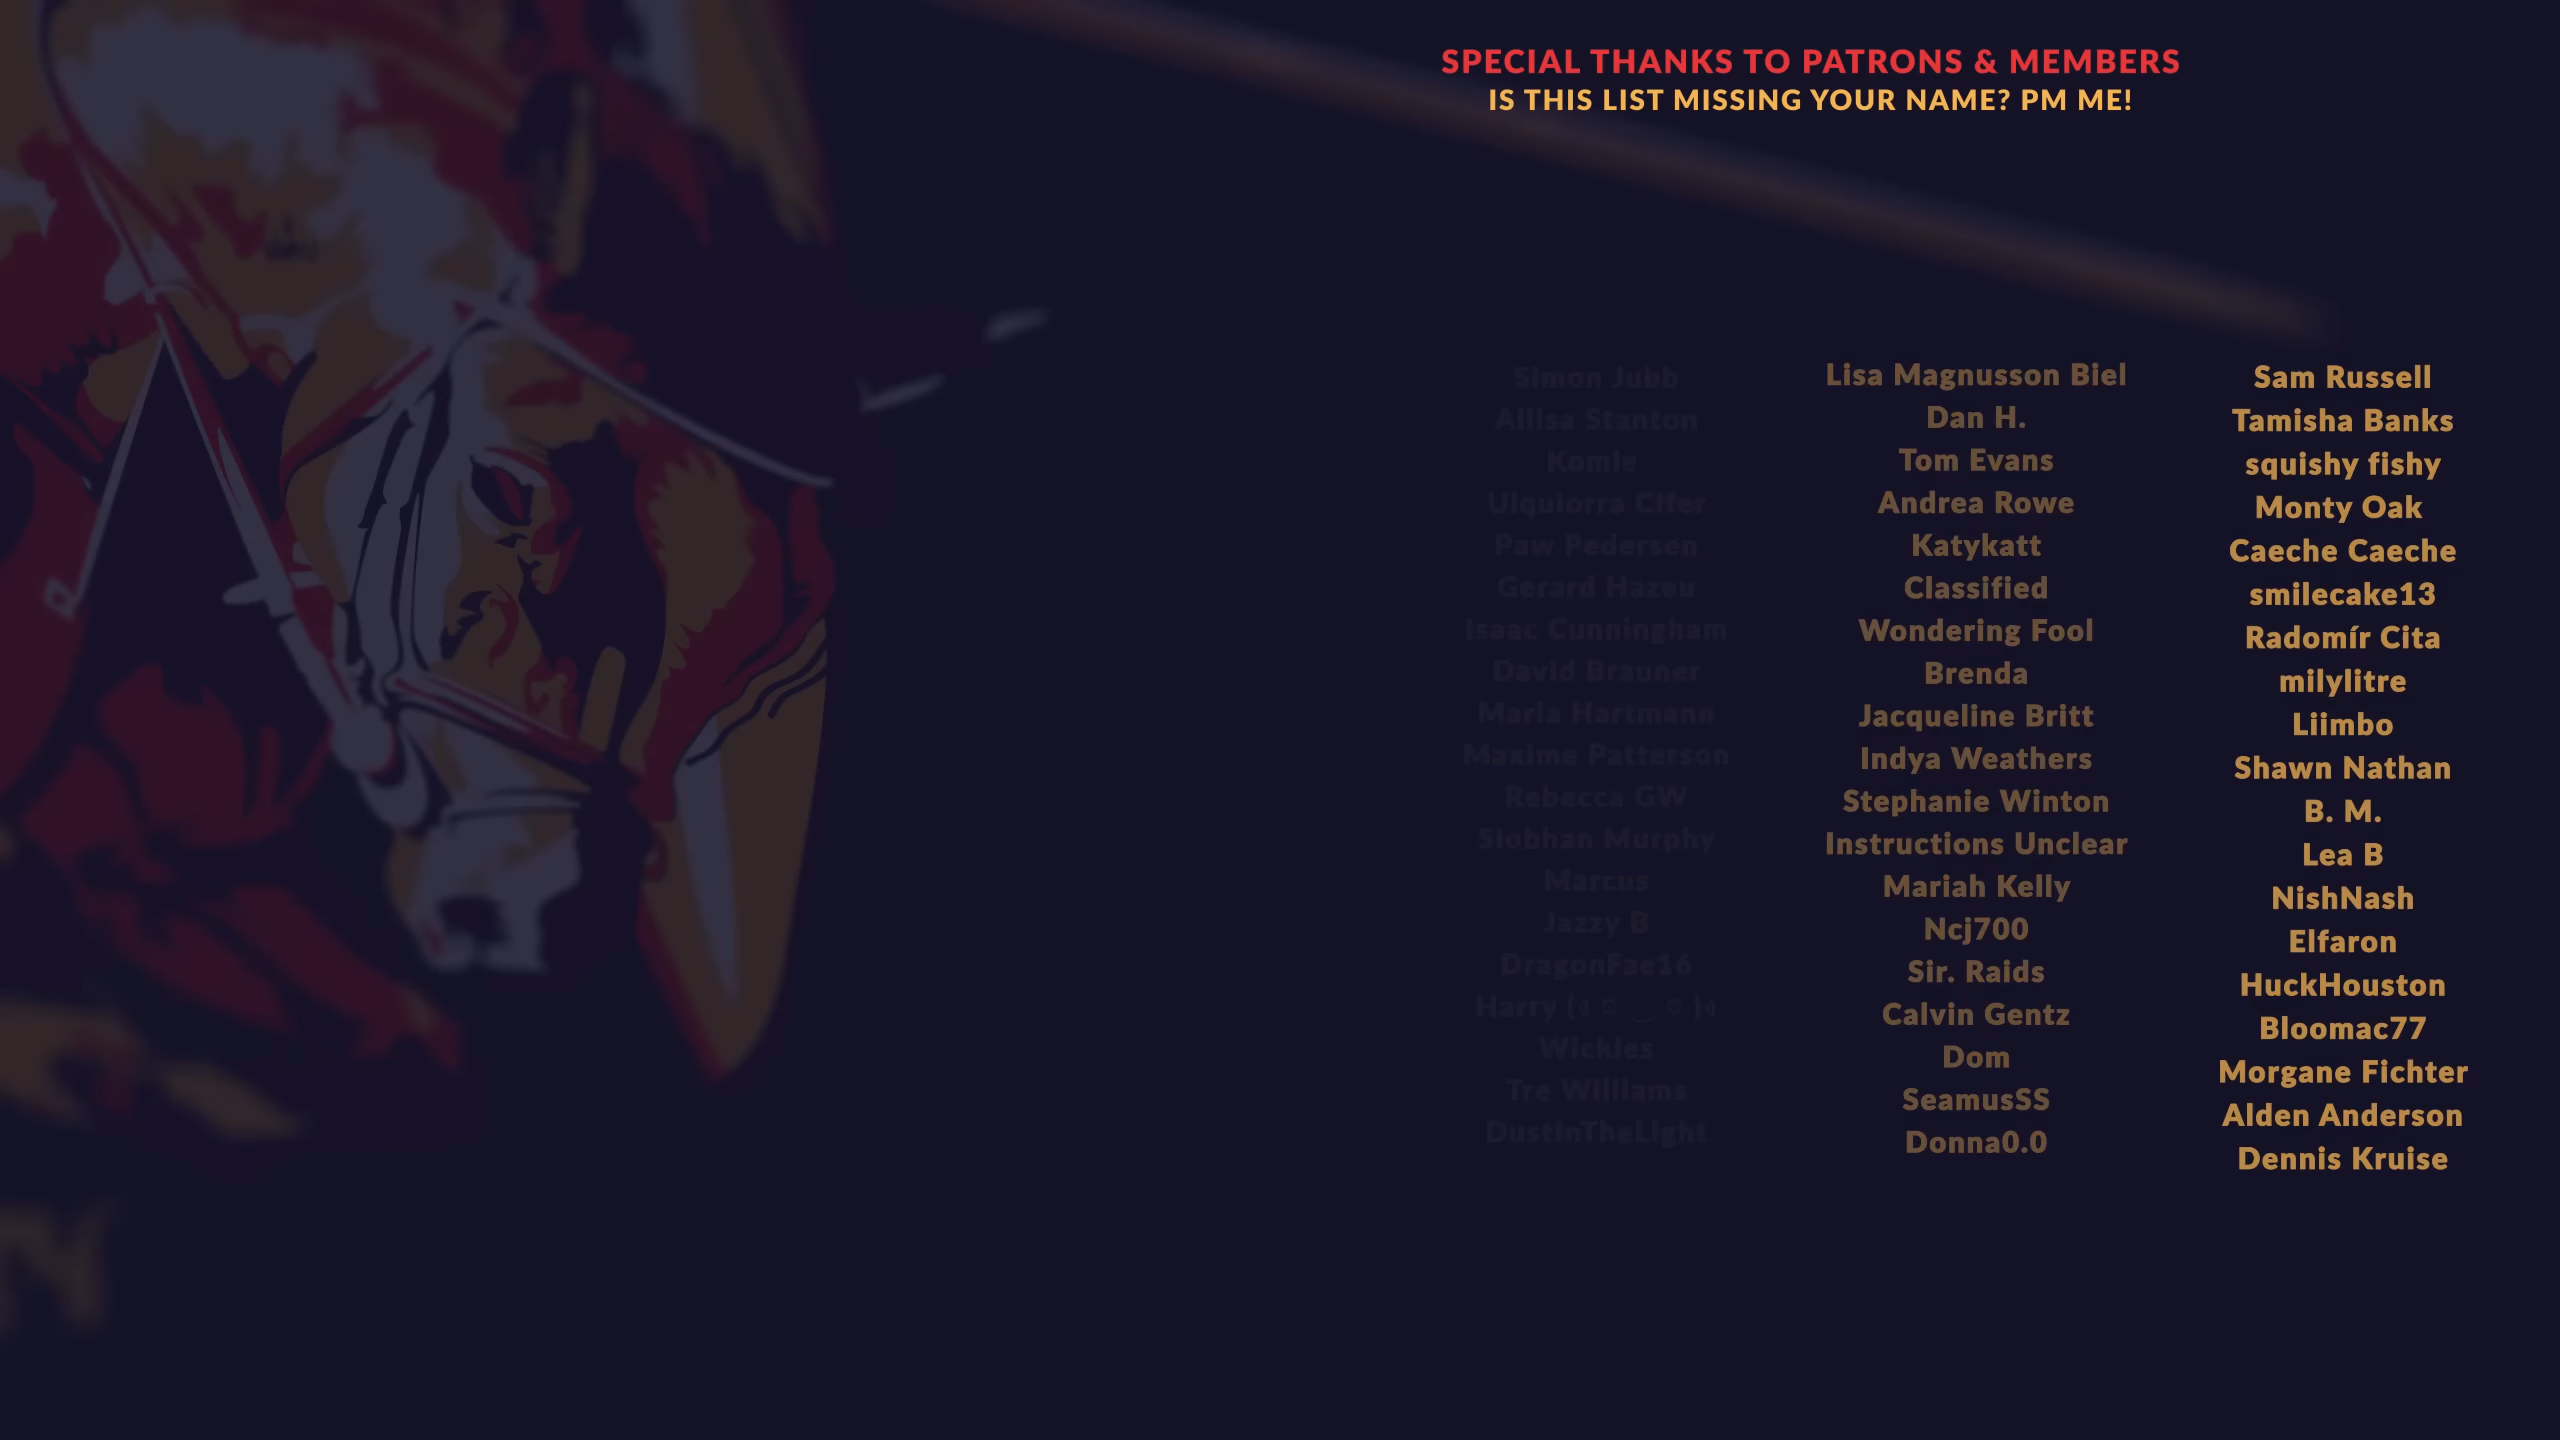 SPECIAL THANKS TO PATRONS & MEMBERS
IS THIS LIST MISSING YOUR NAME? PM ME!
Simon Jubb
Allisa Stanton
Komle
Ulquiorra Cifer
Paw Pedersen
Gerard Hazeu
Isaac Cunningham
David Brauner
Maria Hartmann
Maxime Patterson
Rebecca GW
Siobhan Murphy
Marcus
Jazzy B
DragonFae16
Harry
Wickles
Tre Williams
DustInTheLight
Lisa Magnusson Biel
Dan H.
Tom Evans
Andrea Rowe
Katykatt
Classified
Wondering Fool
Brenda
Jacqueline Britt
Indya Weathers
Stephanie Winton
Instructions Unclear
Mariah Kelly
Ncj700
Sir. Raids
Calvin Gentz
Dom
SeamusSS
Donna0.0
Sam Russell
Tamisha Banks
squishy fishy
Monty Oak
Caeche Caeche
smilecake13
Radomír Cita
milylitre
Liimbo
Shawn Nathan
B. M.
Lea B
NishNash
Elfaron
HuckHouston
Bloomac77
Morgane Fichter
Alden Anderson
Dennis Kruise